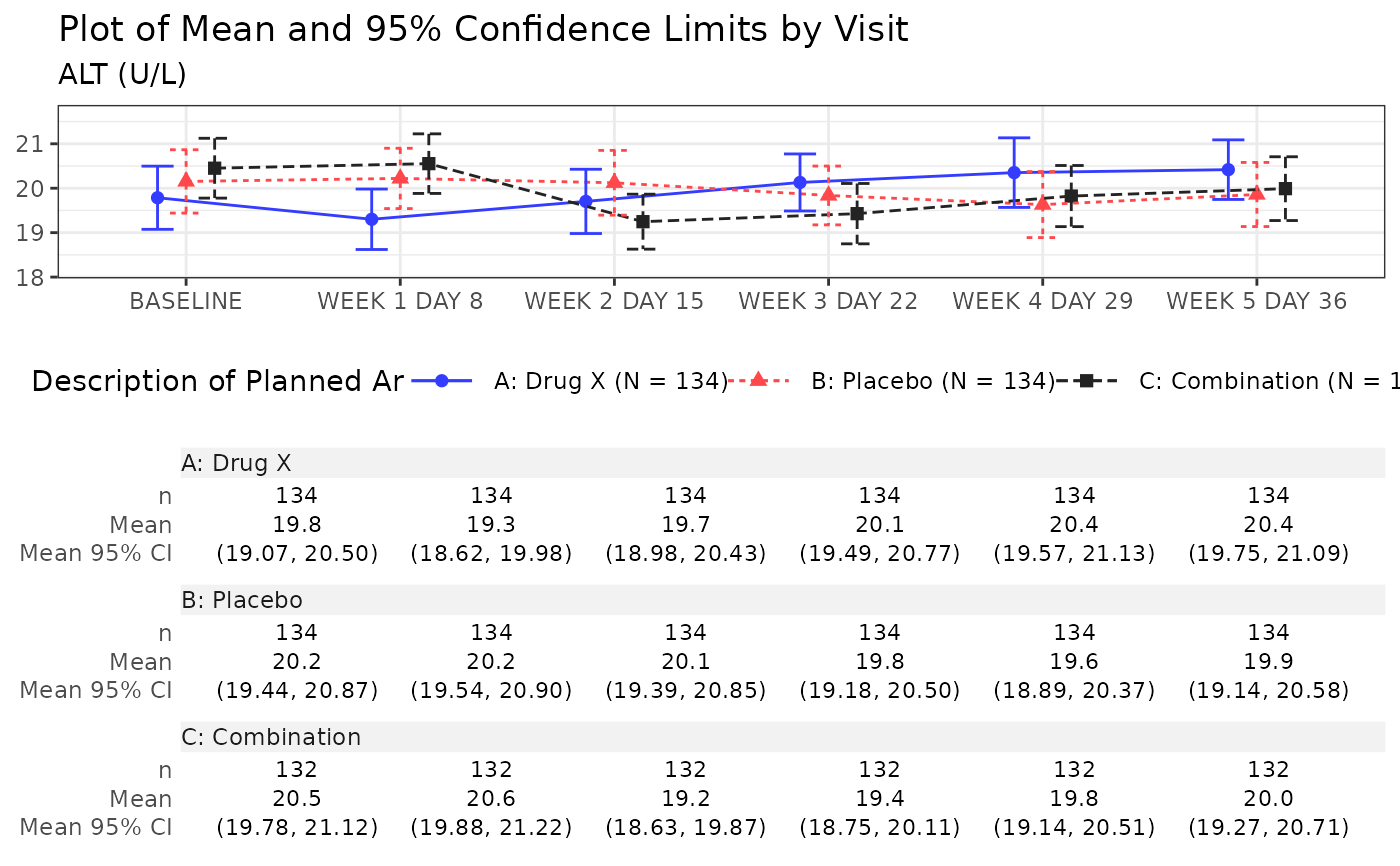 Plot of Mean and 95% Confidence Limits by Visit
ALT (U/L)
21
20
19
18
BASELINE WEEK 1 DAY 8 WEEK 2 DAY 15 WEEK 3 DAY 22 WEEK 4 DAY 29 WEEK 5 DAY 36
Description of Planned Ar A: Drug X (N = 134) B: Placebo (N = 134) C: Combination (N = 1
A: Drug X
n 134 134 134 134 134 134
Mean 19.8 19.3 19.7 20.1 20.4 20.4
Mean 95% CI (19.07, 20.50) (18.62, 19.98) (18.98, 20.43) (19.49, 20.77) (19.57, 21.13) (19.75, 21.09)
B: Placebo
n 134 134 134 134 134 134
Mean 20.2 20.2 20.1 19.8 19.6 19.9
Mean 95% CI (19.44, 20.87) (19.54, 20.90) (19.39, 20.85) (19.18, 20.50) (18.89, 20.37) (19.14, 20.58)
C: Combination
n 132 132 132 132 132 132
Mean 20.5 20.6 19.2 19.4 19.8 20.0
Mean 95% CI (19.78, 21.12) (19.88, 21.22) (18.63, 19.87) (18.75, 20.11) (19.14, 20.51) (19.27, 20.71)